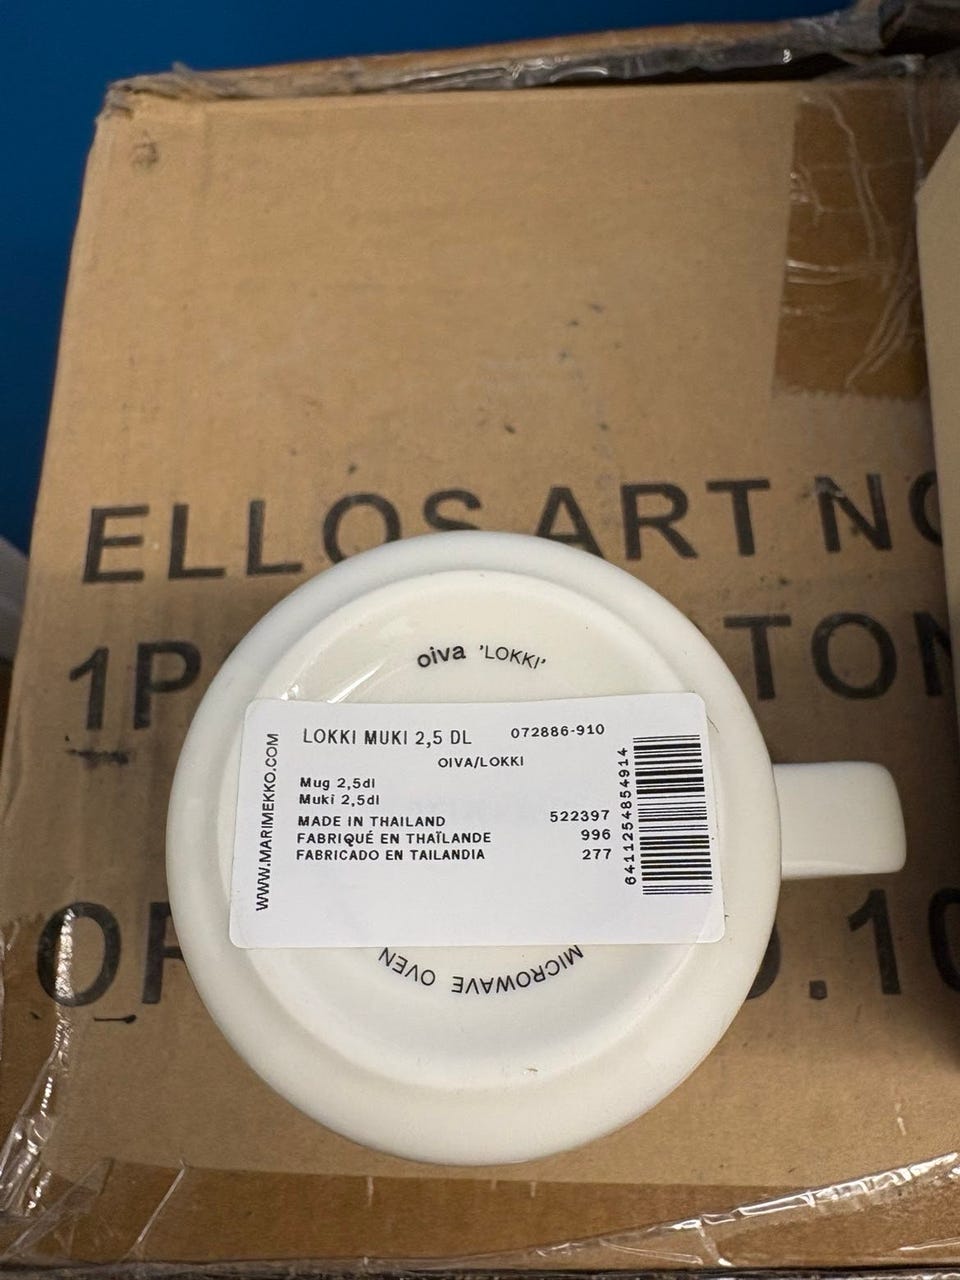 ELLOS ART
1P
oiva 'LOKKI'
LOKKI MUKI 2,5 DL 072886-910
OIVA/LOKKI
Mug 2,5dl
Muki 2,5dl
MADE IN THAILAND 522397
FABRIQUÉ EN THAÏLANDE 996
FABRICADO EN TAILANDIA 277
WWW.MARIMEKKO.COM
6411254854914
MICROWAVE OVEN